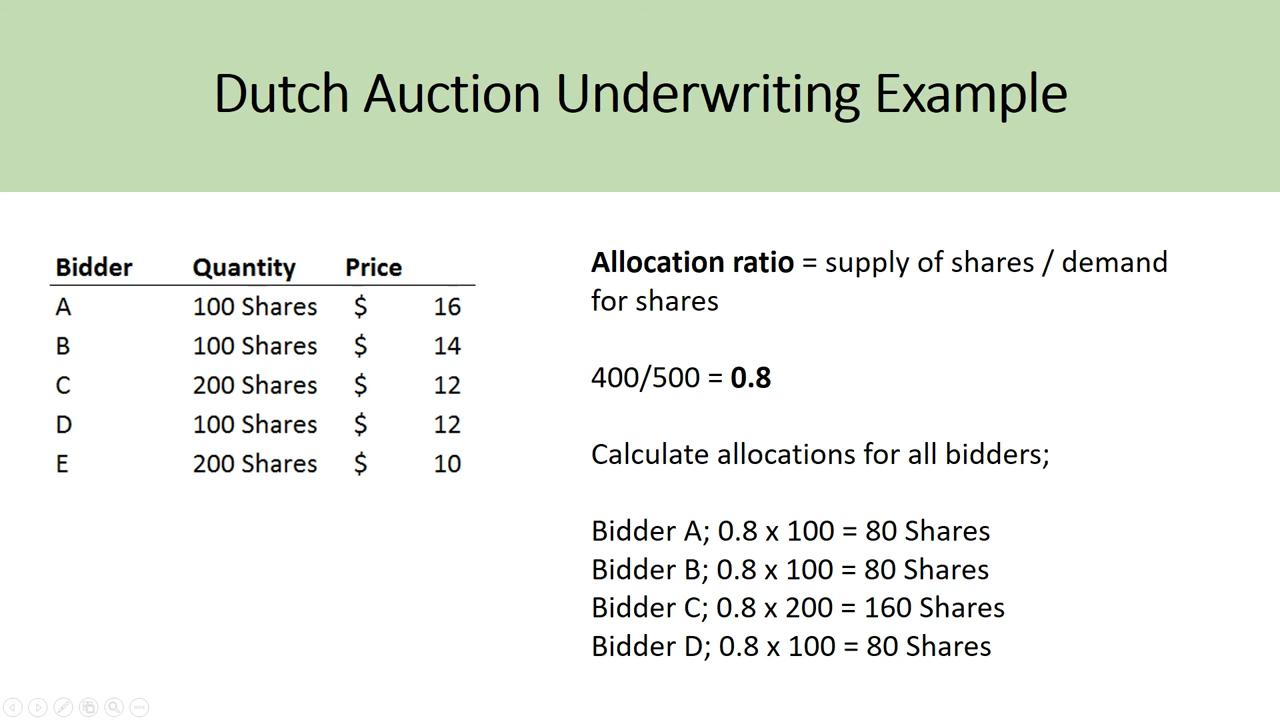 Dutch Auction Underwriting Example
Bidder Quantity Price
A 100 Shares $ 16
B 100 Shares $ 14
C 200 Shares $ 12
D 100 Shares $ 12
E 200 Shares $ 10
Allocation ratio = supply of shares / demand
for shares
400/500 = 0.8
Calculate allocations for all bidders;
Bidder A; 0.8 x 100 = 80 Shares
Bidder B; 0.8 x 100 = 80 Shares
Bidder C; 0.8 x 200 = 160 Shares
Bidder D; 0.8 x 100 = 80 Shares